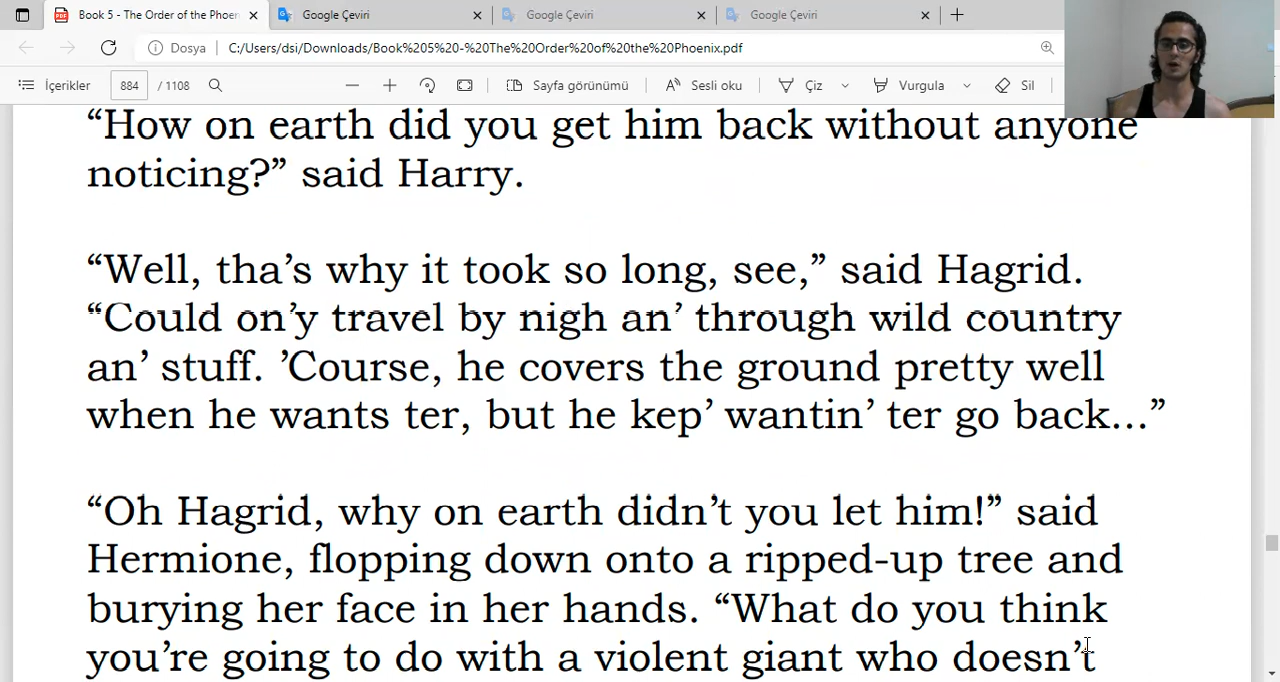 Book 5 - The Order of the Phoen
Google Çeviri
Google Çeviri
Google Çeviri
Dosya
C:/Users/dsi/Downloads/Book%205%20-%20The%20Order%20of%20the%20Phoenix.pdf
İçerikler
884 / 1108
Sayfa görünümü
Sesli oku
Çiz
Vurgula
Sil
“How on earth did you get him back without anyone
noticing?” said Harry.
“Well, tha’s why it took so long, see,” said Hagrid.
“Could on’y travel by nigh an’ through wild country
an’ stuff. ’Course, he covers the ground pretty well
when he wants ter, but he kep’ wantin’ ter go back…”
“Oh Hagrid, why on earth didn’t you let him!” said
Hermione, flopping down onto a ripped-up tree and
burying her face in her hands. “What do you think
you’re going to do with a violent giant who doesn’t